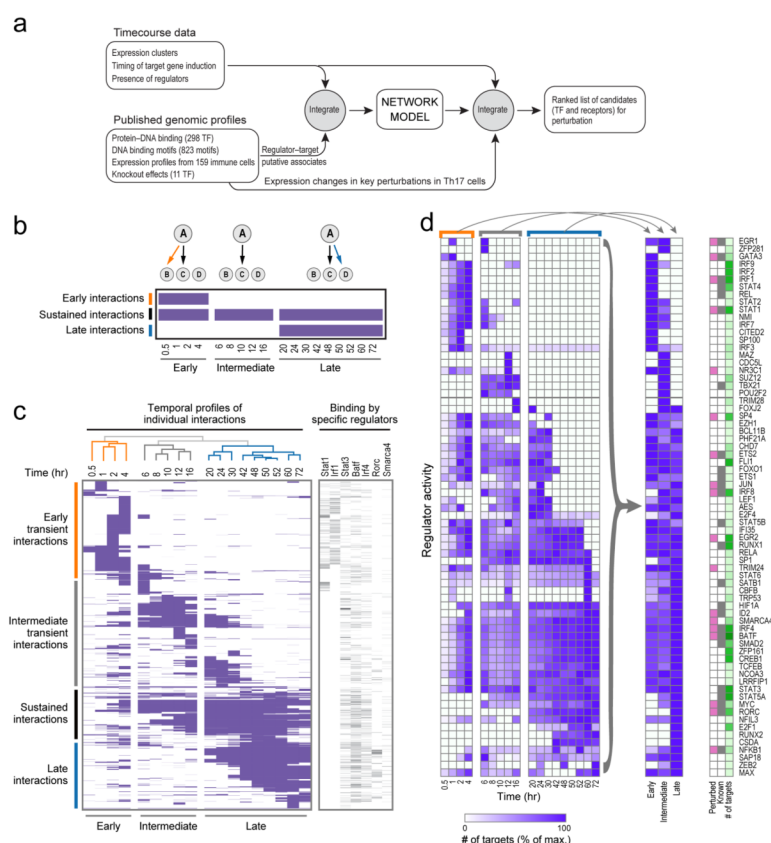 a
Timecourse data
Expression clusters
Timing of target gene induction
Presence of regulators
Integrate
NETWORK
MODEL
Integrate
Ranked list of candidates
(TF and receptors) for
perturbation
Published genomic profiles
Protein–DNA binding (298 TF)
DNA binding motifs (823 motifs)
Expression profiles from 159 immune cells
Knockout effects (11 TF)
Regulator–target
putative associates
Expression changes in key perturbations in Th17 cells
b
A A A
B C D B C D B C D
Early interactions
Sustained interactions
Late interactions
0.5 1 2 4 6 8 10 12 16 20 24 30 42 48 50 52 60 72
Early Intermediate Late
c
Temporal profiles of
individual interactions
Binding by
specific regulators
Time (hr)
0.5 1 2 4 6 8 10 12 16 20 24 30 42 48 50 52 60 72
Stat1 Irf1 Stat3 Batf Irf4 Rorc Smarca4
Early
transient
interactions
Intermediate
transient
interactions
Sustained
interactions
Late
interactions
Early Intermediate Late
d
Regulator activity
EGR1
ZFP281
GATA3
IRF9
IRF2
IRF1
STAT4
REL
STAT2
STAT1
NMI
IRF7
CITED2
SP100
IRF3
MAZ
CDC5L
NR3C1
SUZ12
TBX21
POU2F2
TRIM28
FOXJ2
SP4
EZH1
BCL11B
PHF21A
CHD7
ETS2
FLI1
FOXO1
ETS1
JUN
IRF8
LEF1
AES
E2F4
STAT5B
IFI35
EGR2
RUNX1
RELA
SP1
TRIM24
STAT6
SATB1
CBFB
TRP53
HIF1A
ID2
SMARCA4
IRF4
BATF
SMAD2
ZFP161
CREB1
TCFEB
NCOA3
LRRFIP1
STAT3
STAT5A
MYC
RORC
NFIL3
E2F1
RUNX2
CSDA
NFKB1
SAP18
ZEB2
MAX
0.5 1 2 4 6 8 10 12 16 20 24 30 42 48 50 52 60 72
Early Intermediate Late
Perturbed Known # of targets
Time (hr)
0 100
# of targets (% of max.)